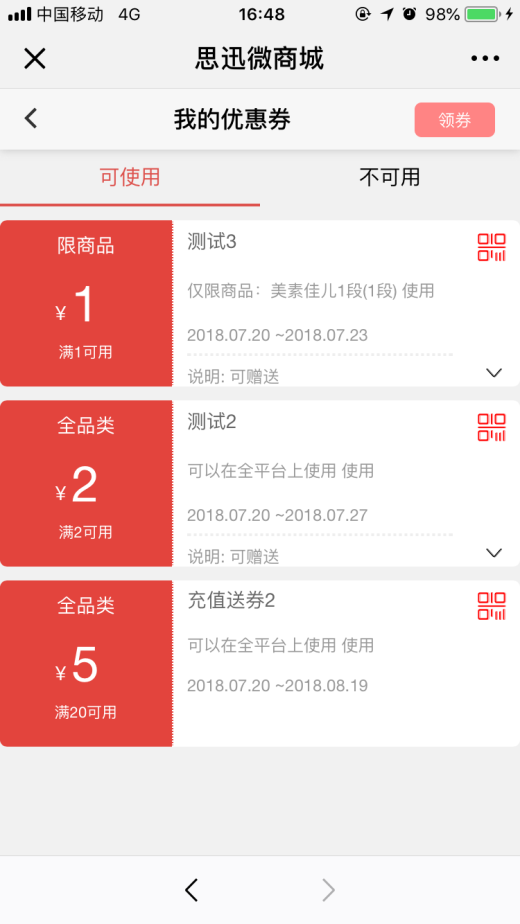 中国移动 4G 16:48 98%
思迅微商城
我的优惠券 领券
可使用 不可用
限商品
¥ 1
满1可用
测试3
仅限商品：美素佳儿1段(1段) 使用
2018.07.20 ~2018.07.23
说明: 可赠送
全品类
¥ 2
满2可用
测试2
可以在全平台上使用 使用
2018.07.20 ~2018.07.27
说明: 可赠送
全品类
¥ 5
满20可用
充值送券2
可以在全平台上使用 使用
2018.07.20 ~2018.08.19